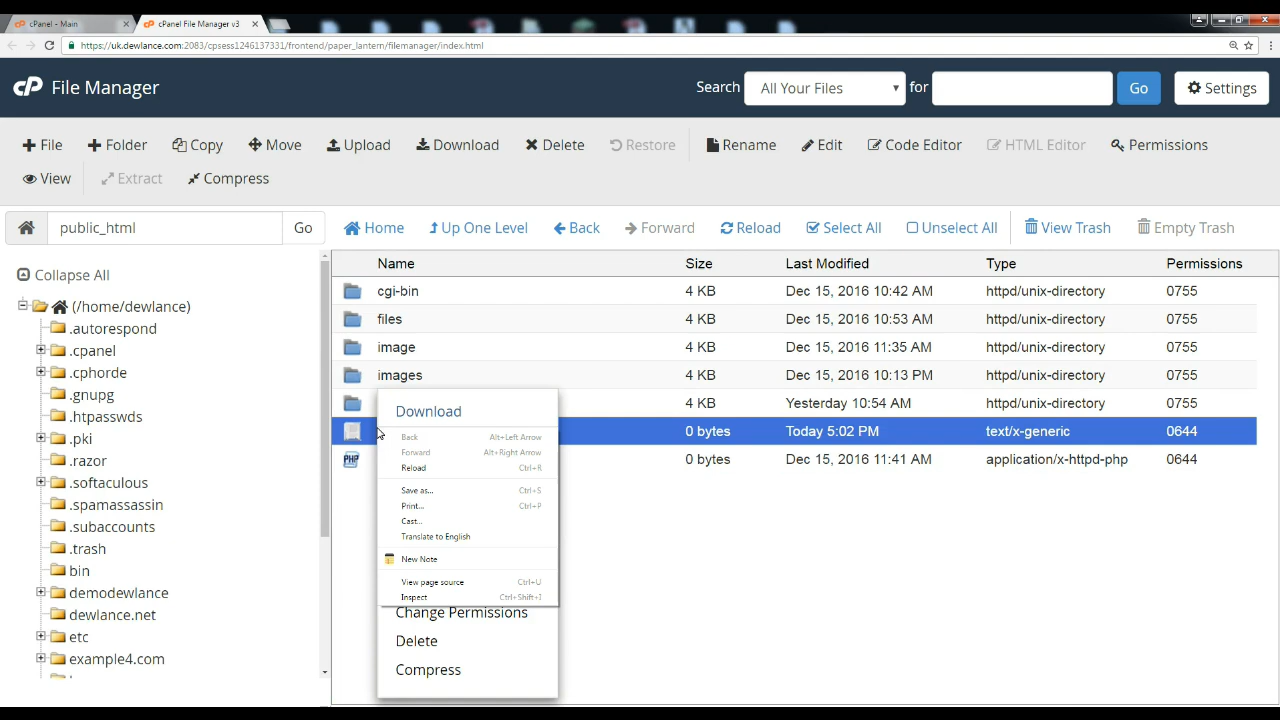 cPanel - Main
cPanel File Manager v3
https://uk.dewlance.com:2083/cpsess1246137331/frontend/paper_lantern/filemanager/index.html
cP File Manager
Search All Your Files for Go Settings
File Folder Copy Move Upload Download Delete Restore Rename Edit Code Editor HTML Editor Permissions
View Extract Compress
public_html Go Home Up One Level Back Forward Reload Select All Unselect All View Trash Empty Trash
Collapse All
(/home/dewlance)
.autorespond
.cpanel
.cphorde
.gnupg
.htpasswds
.pki
.razor
.softaculous
.spamassassin
.subaccounts
.trash
bin
demodewlance
dewlance.net
etc
example4.com
Name Size Last Modified Type Permissions
cgi-bin 4 KB Dec 15, 2016 10:42 AM httpd/unix-directory 0755
files 4 KB Dec 15, 2016 10:53 AM httpd/unix-directory 0755
image 4 KB Dec 15, 2016 11:35 AM httpd/unix-directory 0755
images 4 KB Dec 15, 2016 10:13 PM httpd/unix-directory 0755
4 KB Yesterday 10:54 AM httpd/unix-directory 0755
0 bytes Today 5:02 PM text/x-generic 0644
PHP 0 bytes Dec 15, 2016 11:41 AM application/x-httpd-php 0644
Download
Back Alt+Left Arrow
Forward Alt+Right Arrow
Reload Ctrl+R
Save as... Ctrl+S
Print... Ctrl+P
Cast...
Translate to English
New Note
View page source Ctrl+U
Inspect Ctrl+Shift+I
Change Permissions
Delete
Compress